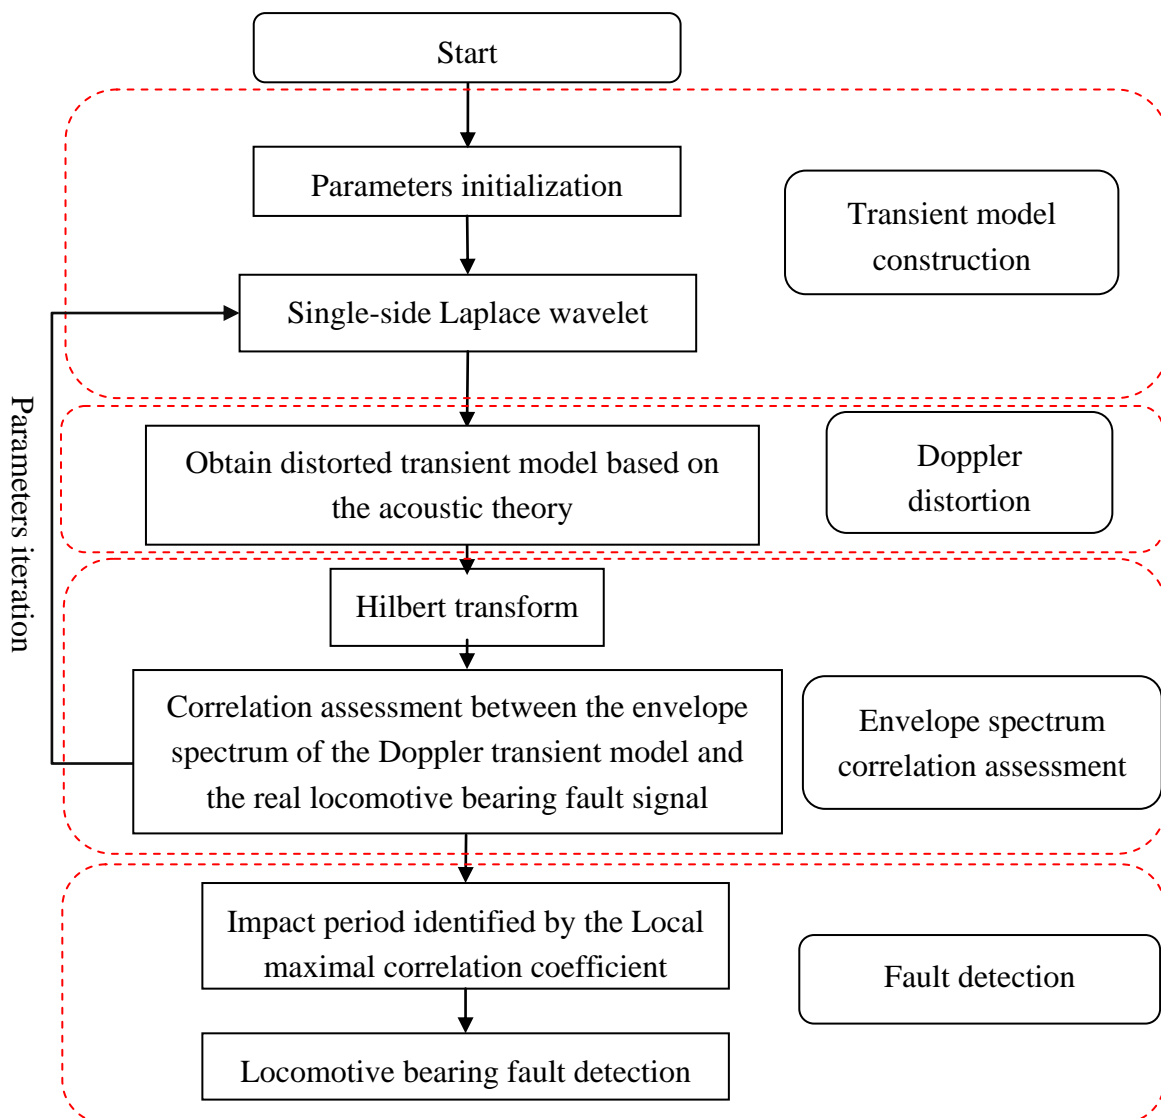 Start
Parameters initialization
Transient model
construction
Single-side Laplace wavelet
Parameters iteration
Obtain distorted transient model based on
the acoustic theory
Doppler
distortion
Hilbert transform
Correlation assessment between the envelope
spectrum of the Doppler transient model and
the real locomotive bearing fault signal
Envelope spectrum
correlation assessment
Impact period identified by the Local
maximal correlation coefficient
Fault detection
Locomotive bearing fault detection